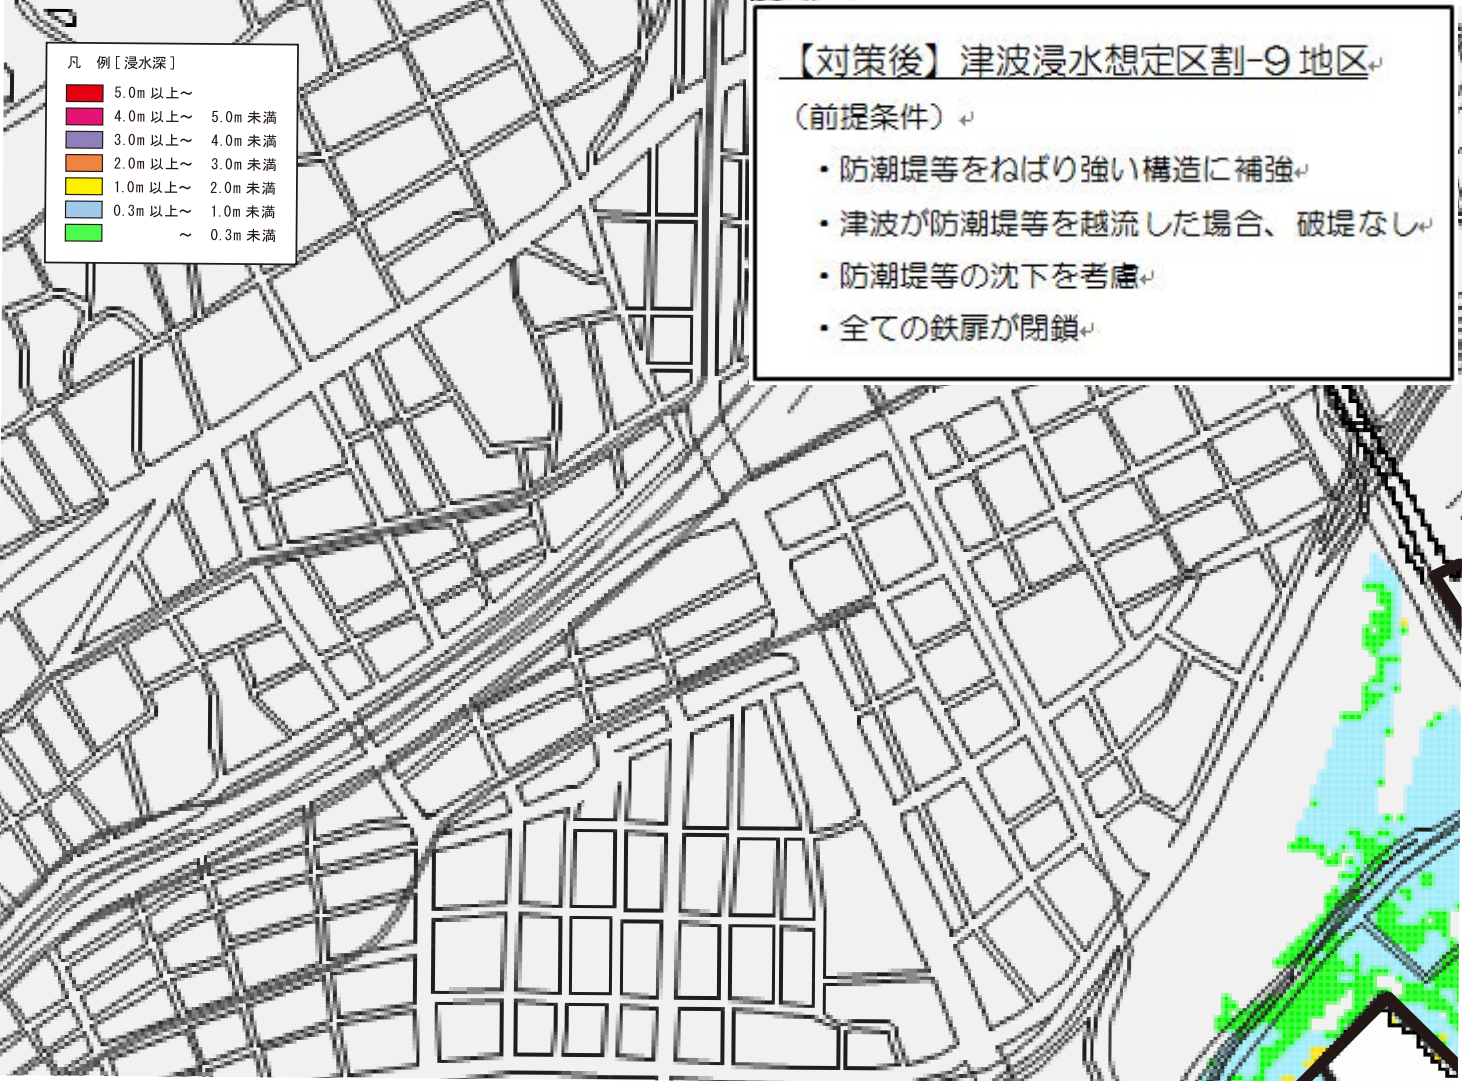 凡 例 [ 浸水深 ]
5.0m 以上～
4.0m 以上～ 5.0m 未満
3.0m 以上～ 4.0m 未満
2.0m 以上～ 3.0m 未満
1.0m 以上～ 2.0m 未満
0.3m 以上～ 1.0m 未満
～ 0.3m 未満
【対策後】津波浸水想定区割-9 地区↵
（前提条件）↵
・防潮堤等をねばり強い構造に補強↵
・津波が防潮堤等を越流した場合、破堤なし↵
・防潮堤等の沈下を考慮↵
・全ての鉄扉が閉鎖↵